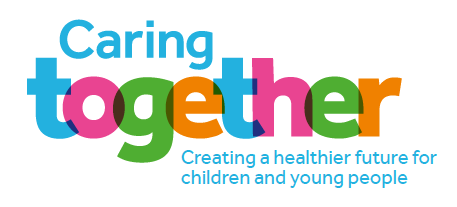 Caring
together
Creating a healthier future for
children and young people